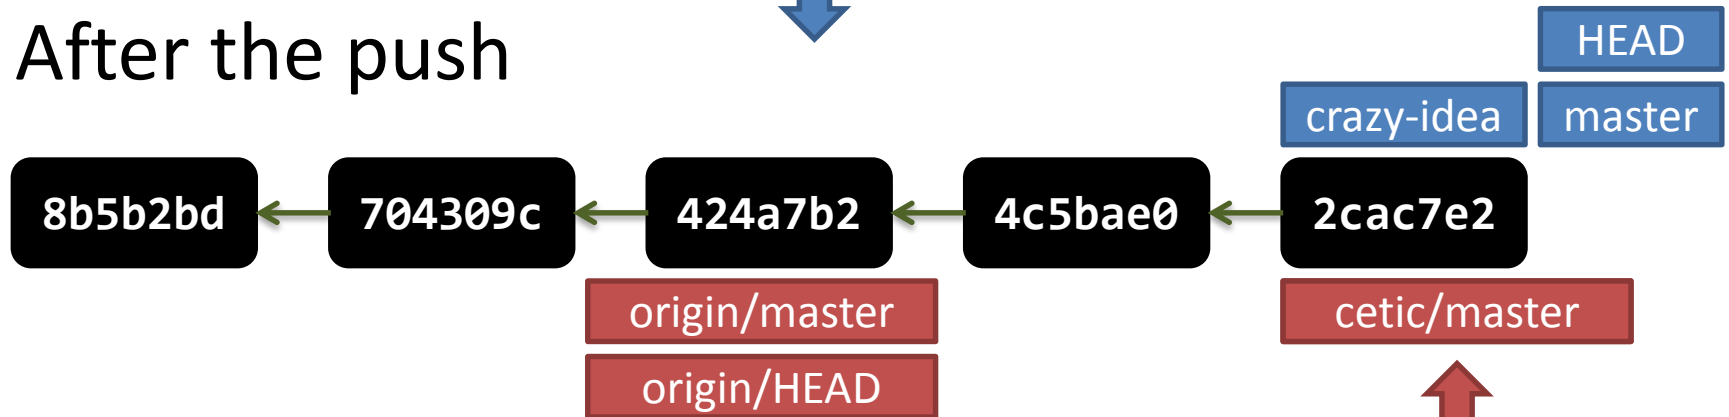 After the push
HEAD
crazy-idea master
8b5b2bd 704309c 424a7b2 4c5bae0 2cac7e2
origin/master cetic/master
origin/HEAD